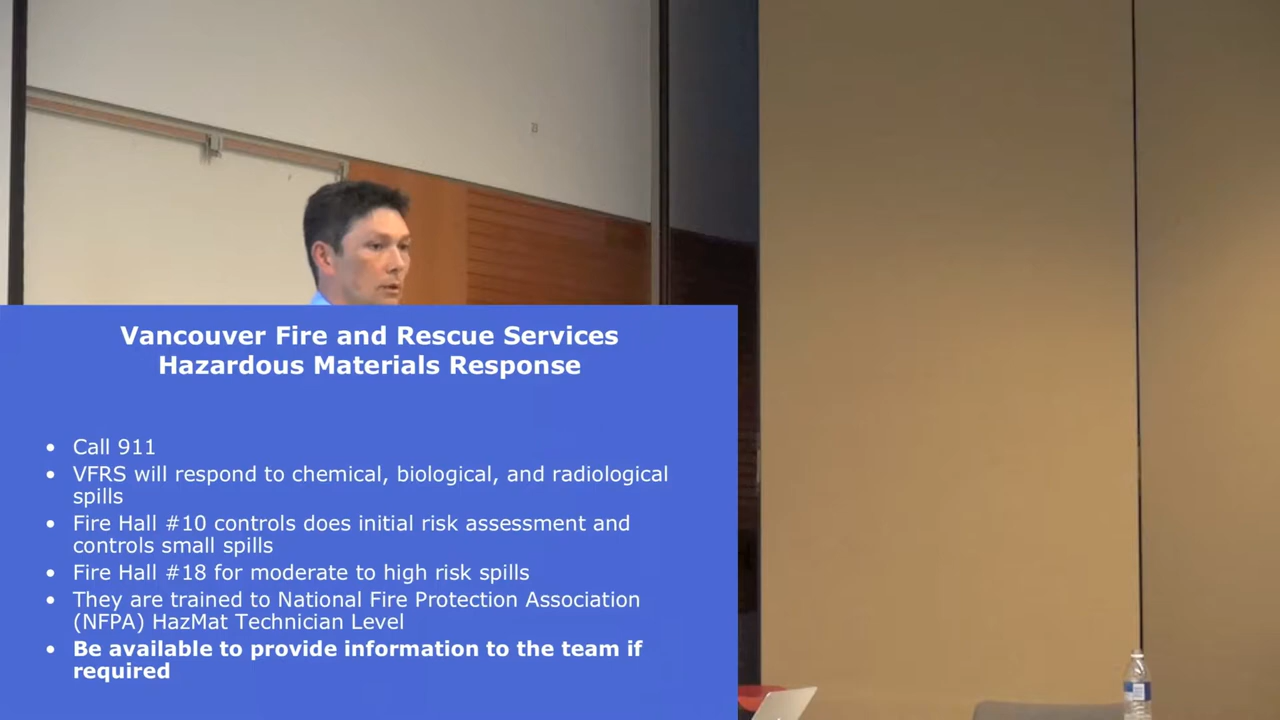 Vancouver Fire and Rescue Services
Hazardous Materials Response
• Call 911
• VFRS will respond to chemical, biological, and radiological
spills
• Fire Hall #10 controls does initial risk assessment and
controls small spills
• Fire Hall #18 for moderate to high risk spills
• They are trained to National Fire Protection Association
(NFPA) HazMat Technician Level
• Be available to provide information to the team if
required